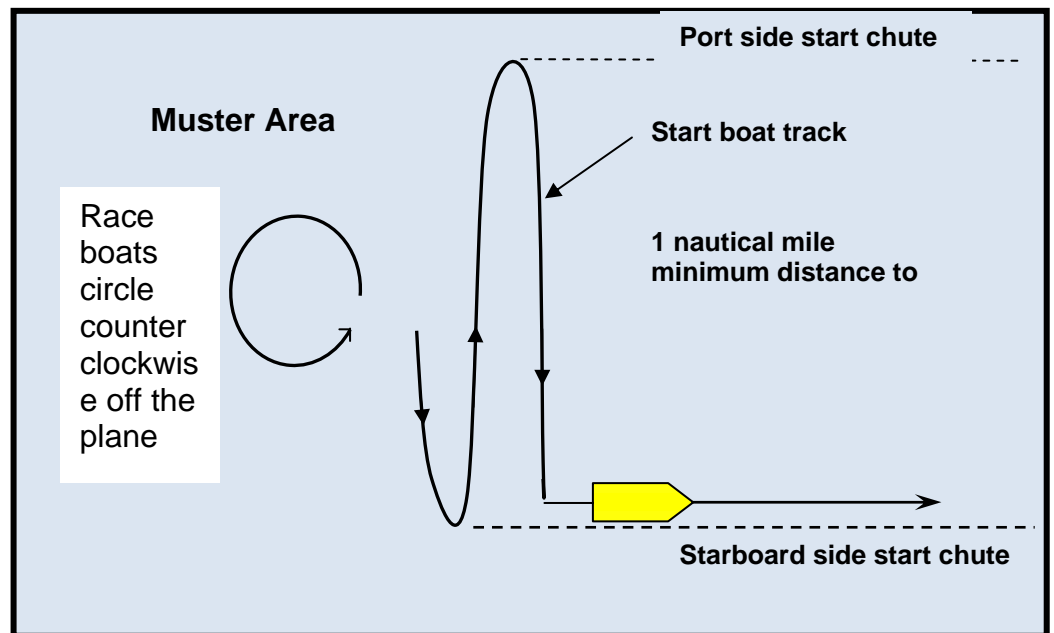 Port side start chute
Muster Area
Start boat track
Race
boats
circle
counter
clockwis
e off the
plane
1 nautical mile
minimum distance to
Starboard side start chute